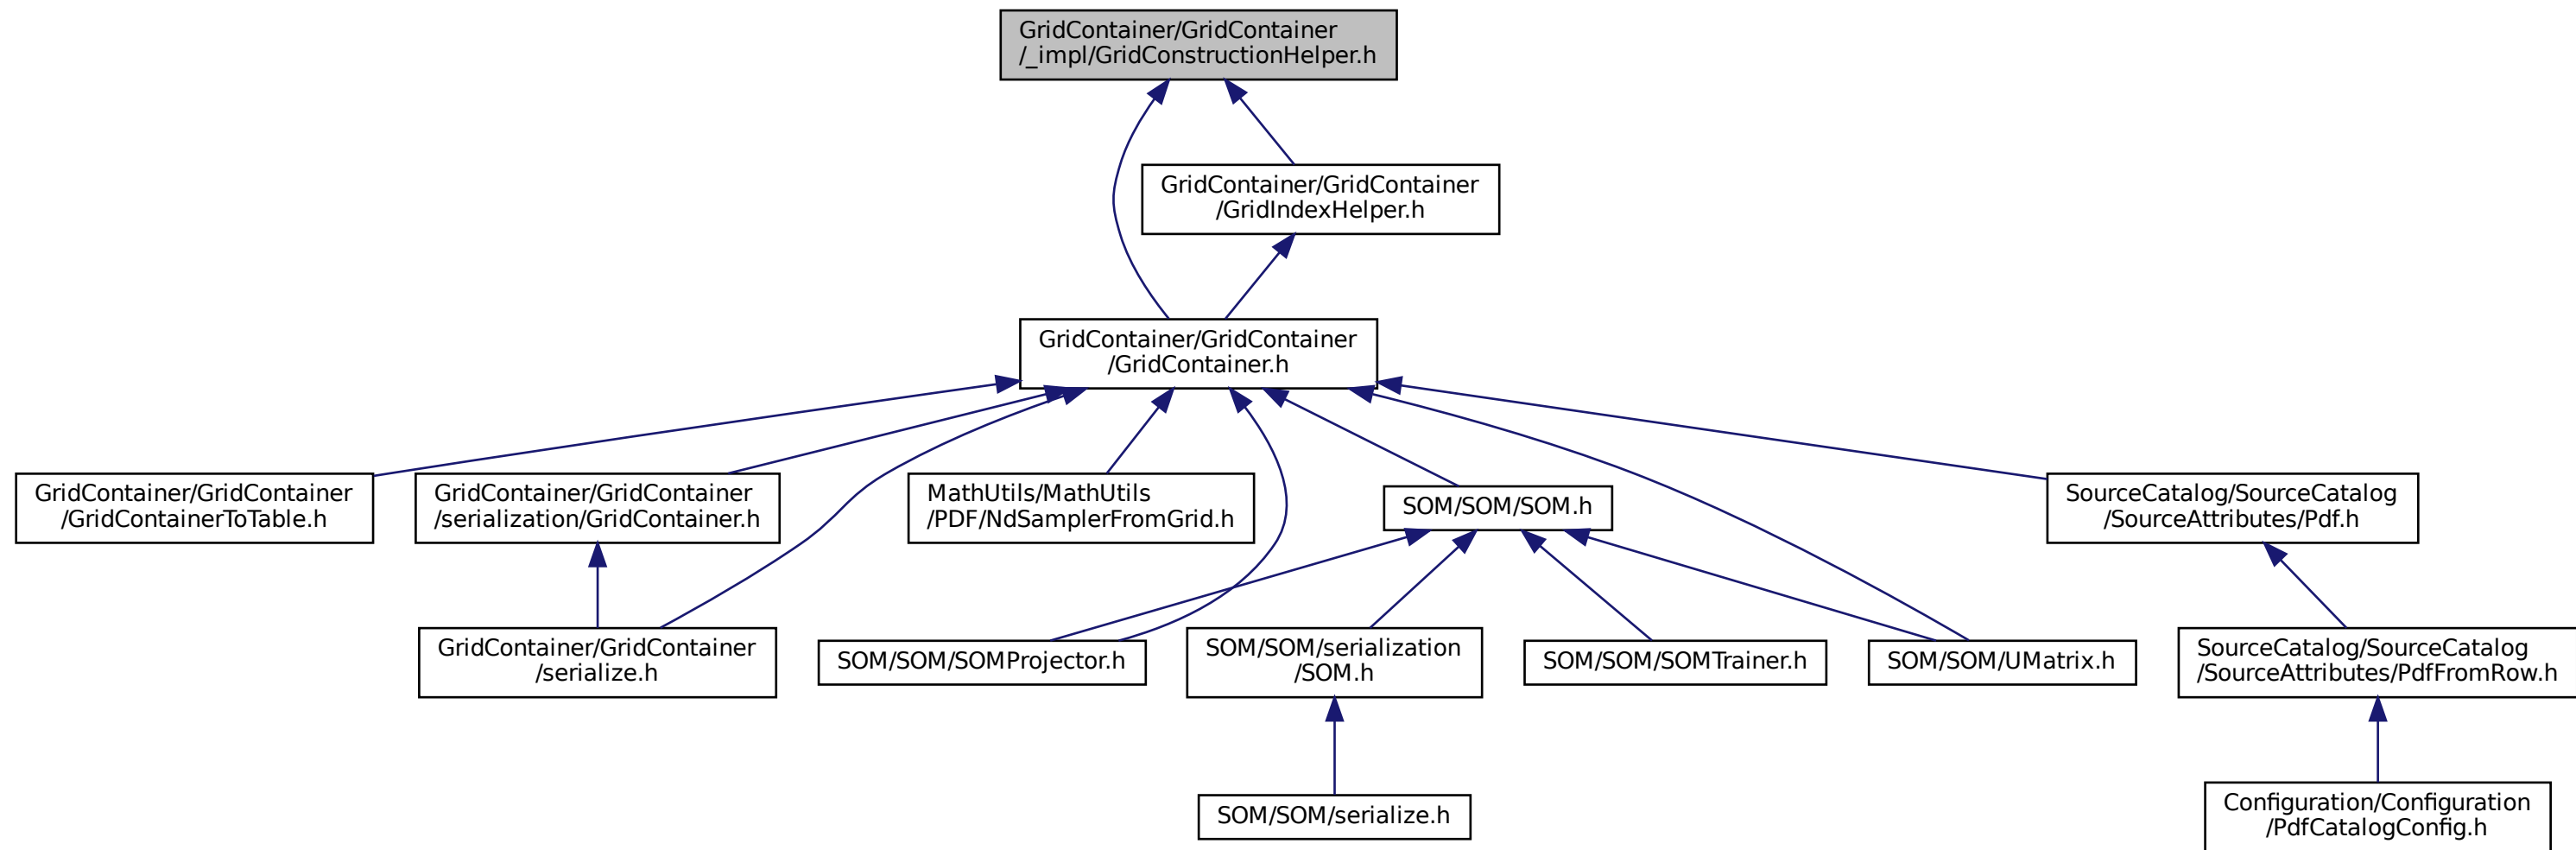 GridContainer/GridContainer
/_impl/GridConstructionHelper.h
GridContainer/GridContainer
/GridIndexHelper.h
GridContainer/GridContainer
/GridContainer.h
GridContainer/GridContainer
/GridContainerToTable.h
GridContainer/GridContainer
/serialization/GridContainer.h
MathUtils/MathUtils
/PDF/NdSamplerFromGrid.h
SOM/SOM/SOM.h
SourceCatalog/SourceCatalog
/SourceAttributes/Pdf.h
GridContainer/GridContainer
/serialize.h
SOM/SOM/SOMProjector.h
SOM/SOM/serialization
/SOM.h
SOM/SOM/SOMTrainer.h
SOM/SOM/UMatrix.h
SourceCatalog/SourceCatalog
/SourceAttributes/PdfFromRow.h
SOM/SOM/serialize.h
Configuration/Configuration
/PdfCatalogConfig.h